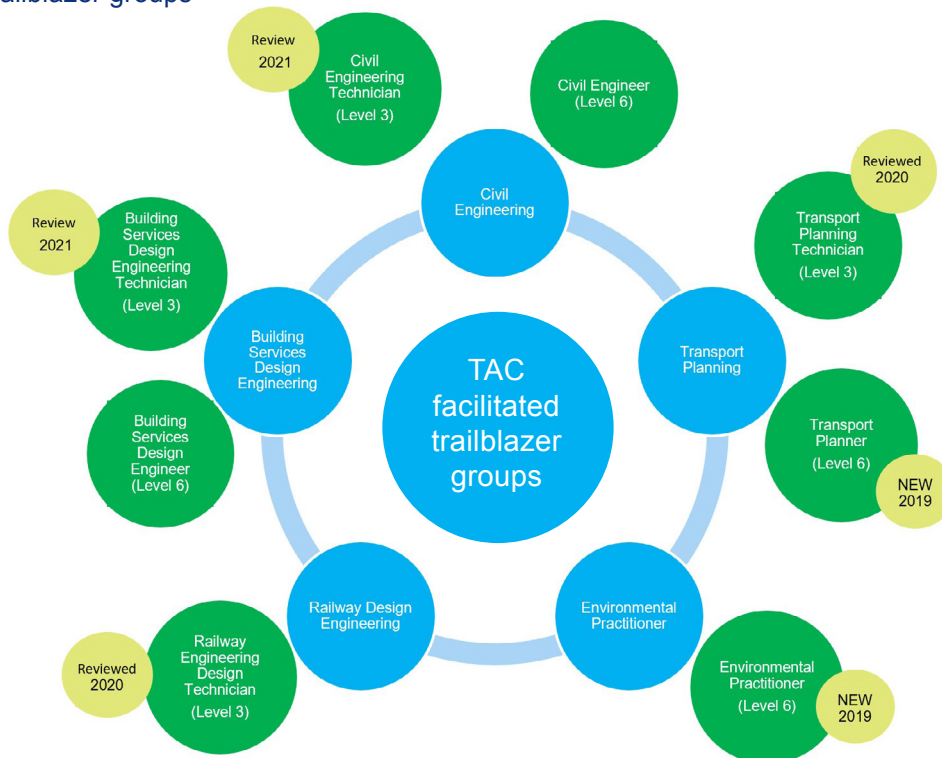 trailblazer groups
Review
2021
Civil
Engineering
Technician
(Level 3)
Civil Engineer
(Level 6)
Civil
Engineering
Reviewed
2020
Transport
Planning
Technician
(Level 3)
Review
2021
Building
Services
Design
Engineering
Technician
(Level 3)
Building
Services
Design
Engineering
Transport
Planning
TAC
facilitated
trailblazer
groups
Building
Services
Design
Engineer
(Level 6)
Transport
Planner
(Level 6)
NEW
2019
Railway Design
Engineering
Environmental
Practitioner
Reviewed
2020
Railway
Engineering
Design
Technician
(Level 3)
Environmental
Practitioner
(Level 6)
NEW
2019